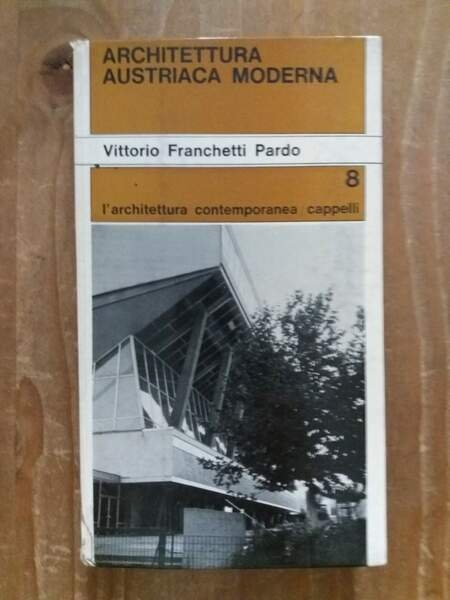 ARCHITETTURA
AUSTRIACA MODERNA
Vittorio Franchetti Pardo
8
l'architettura contemporanea / cappelli